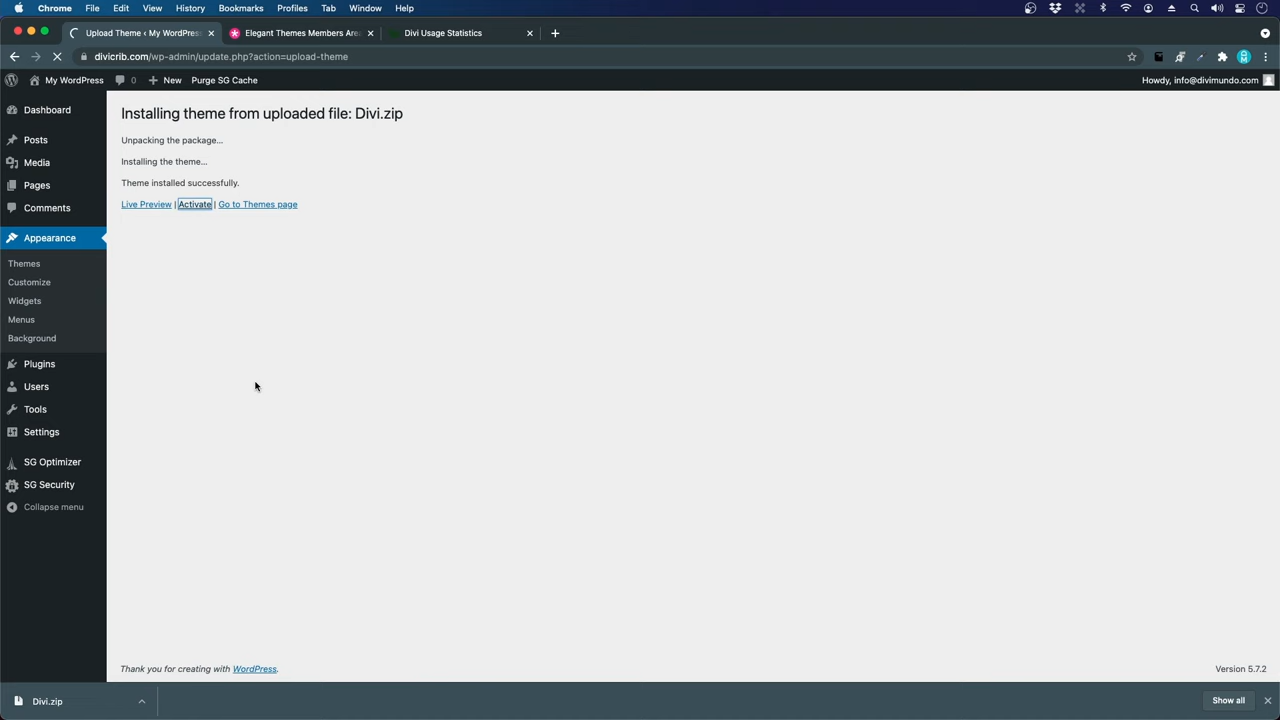 Chrome File Edit View History Bookmarks Profiles Tab Window Help
Upload Theme ‹ My WordPress
Elegant Themes Members Area
Divi Usage Statistics
divicrib.com/wp-admin/update.php?action=upload-theme
My WordPress 0 New Purge SG Cache Howdy, info@divimundo.com
Dashboard
Posts
Media
Pages
Comments
Appearance
Themes
Customize
Widgets
Menus
Background
Plugins
Users
Tools
Settings
SG Optimizer
SG Security
Collapse menu
Installing theme from uploaded file: Divi.zip
Unpacking the package…
Installing the theme…
Theme installed successfully.
Live Preview | Activate | Go to Themes page
Thank you for creating with WordPress. Version 5.7.2
Divi.zip Show all